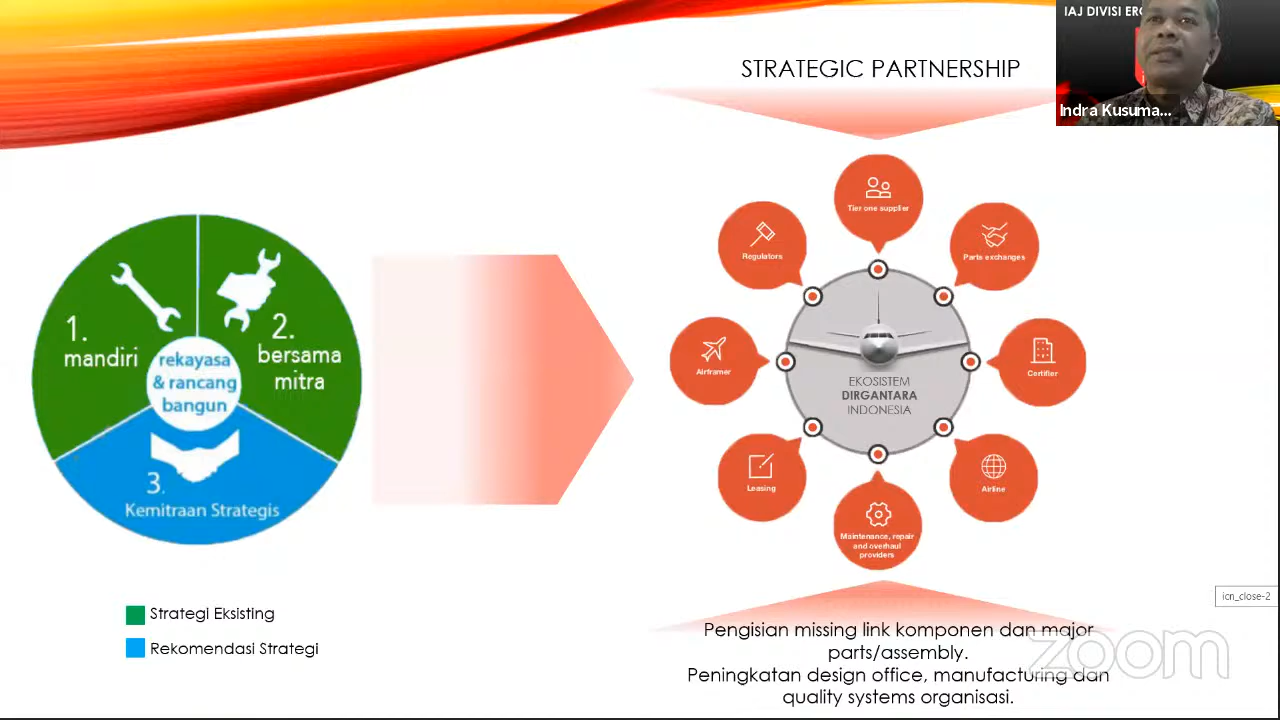 IAJ DIVISI ERG
STRATEGIC PARTNERSHIP
Indra Kusuma...
Tier one supplier
Regulators
Parts exchanges
1.
mandiri
2.
bersama
mitra
rekayasa
& rancang
bangun
3.
Kemitraan Strategis
Airframer
Certifier
EKOSISTEM
DIRGANTARA
INDONESIA
Leasing
Airline
Maintenance, repair
and overhaul
providers
Strategi Eksisting
Rekomendasi Strategi
icn_close-2
Pengisian missing link komponen dan major
parts/assembly.
Peningkatan design office, manufacturing dan
quality systems organisasi.
zoom